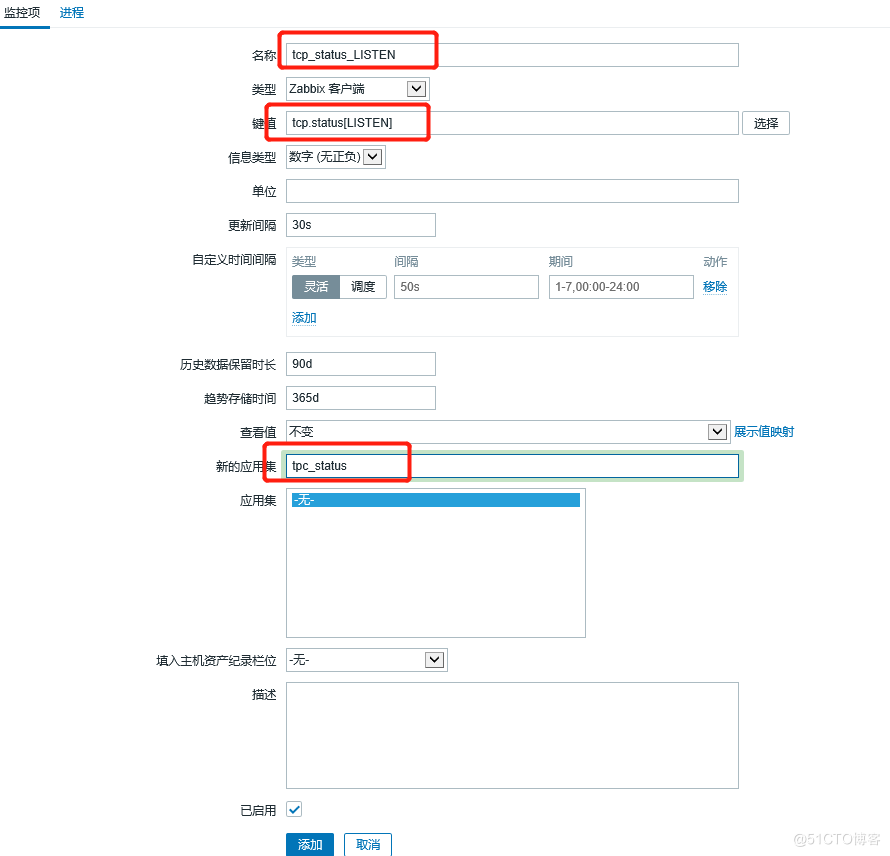 监控项 进程
名称 tcp_status_LISTEN
类型 Zabbix 客户端
键值 tcp.status[LISTEN] 选择
信息类型 数字 (无正负)
单位
更新间隔 30s
自定义时间间隔 类型 间隔 期间 动作
灵活 调度 50s 1-7,00:00-24:00 移除
添加
历史数据保留时长 90d
趋势存储时间 365d
查看值 不变 展示值映射
新的应用集 tpc_status
应用集 -无-
填入主机资产纪录栏位 -无-
描述
已启用
添加 取消
@51CTO博客